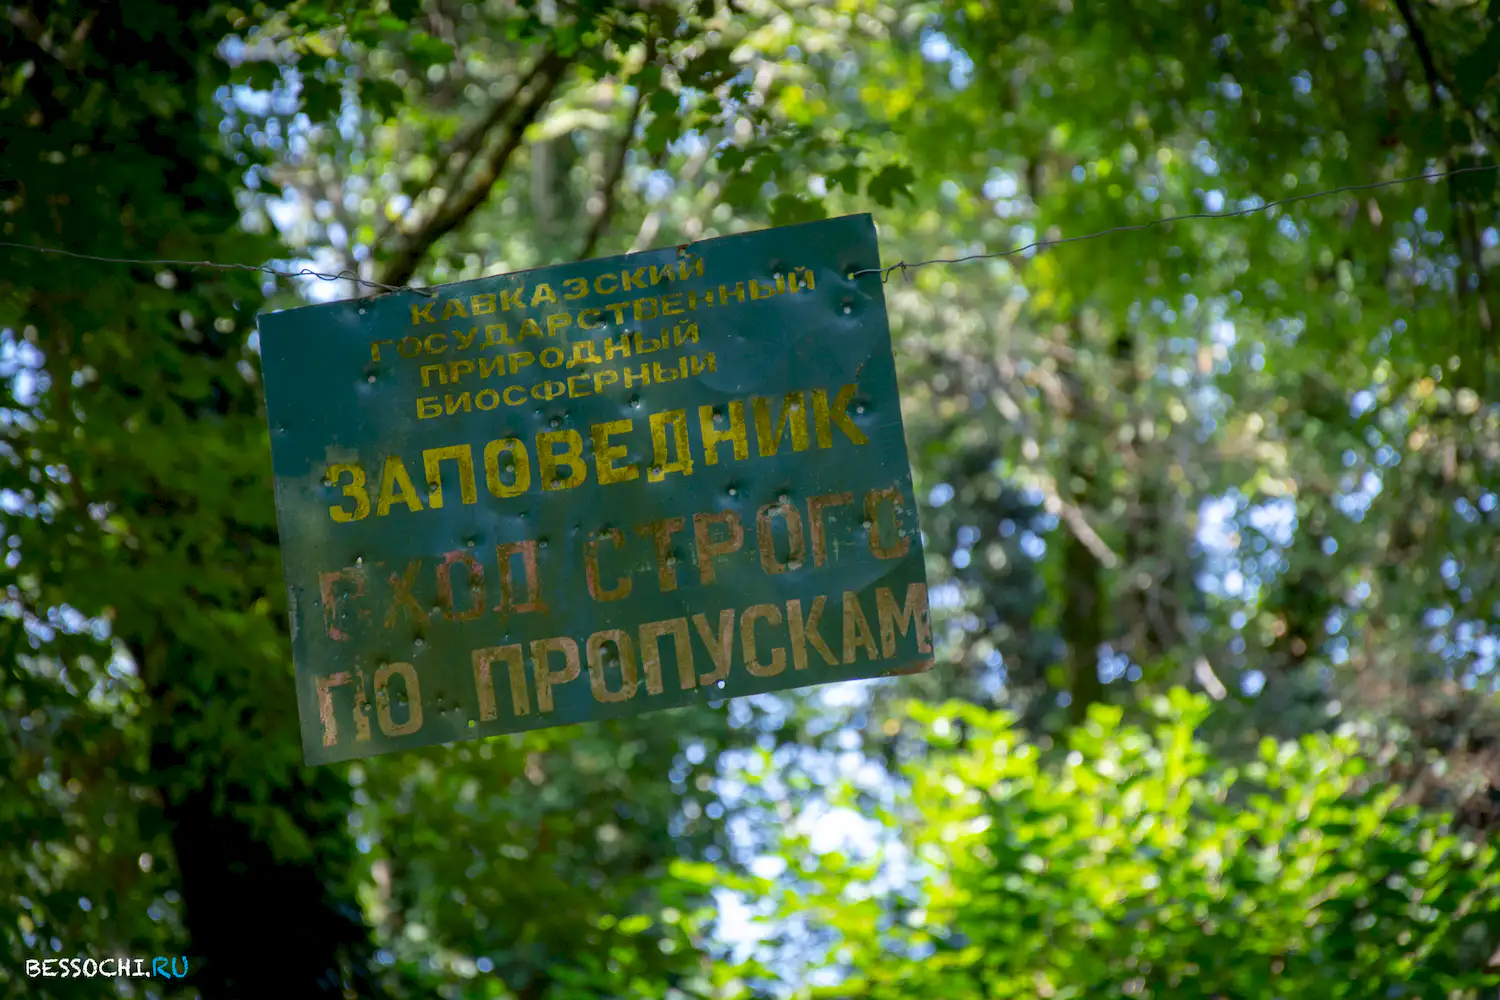 КАВКАЗСКИЙ
ГОСУДАРСТВЕННЫЙ
ПРИРОДНЫЙ
БИОСФЕРНЫЙ
ЗАПОВЕДНИК
ВХОД СТРОГО
ПО ПРОПУСКАМ
BESSOCHI.RU